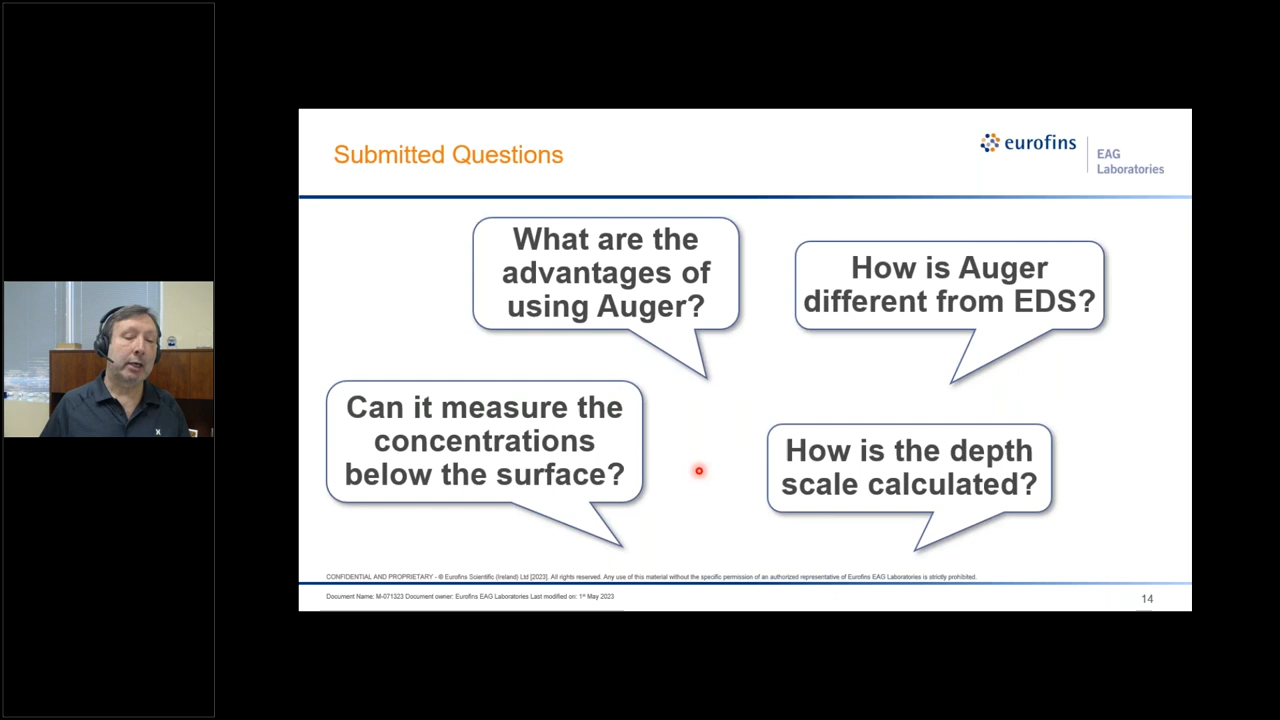 Submitted Questions
eurofins
EAG
Laboratories
What are the
advantages of
using Auger?
How is Auger
different from EDS?
Can it measure the
concentrations
below the surface?
How is the depth
scale calculated?
CONFIDENTIAL AND PROPRIETARY - © Eurofins Scientific (Ireland) Ltd [2023]. All rights reserved. Any use of this material without the specific permission of an authorized representative of Eurofins EAG Laboratories is strictly prohibited.
Document Name: M-071323 Document owner: Eurofins EAG Laboratories Last modified on: 1st May 2023
14